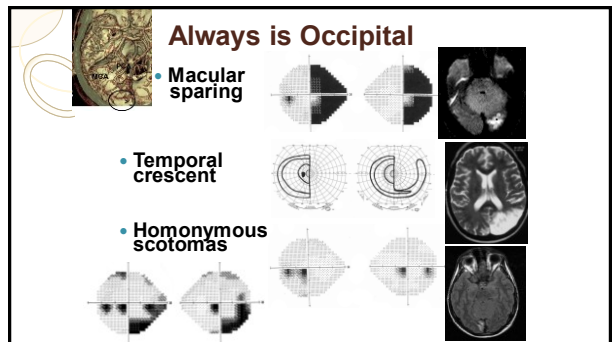 Always is Occipital
MCA
• Macular
sparing
• Temporal
crescent
• Homonymous
scotomas